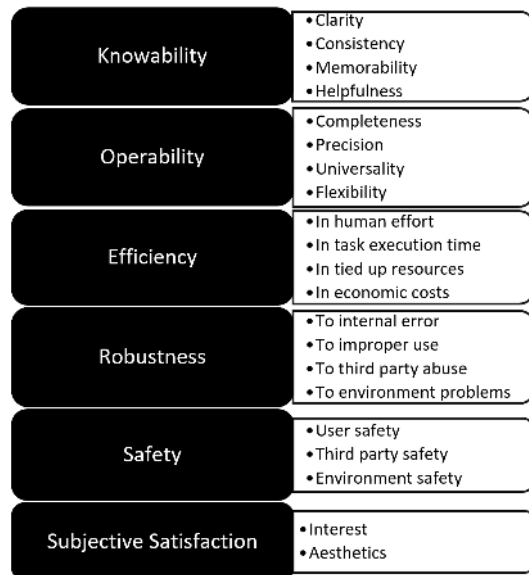 Knowability
• Clarity
• Consistency
• Memorability
• Helpfulness
Operability
• Completeness
• Precision
• Universality
• Flexibility
Efficiency
• In human effort
• In task execution time
• In tied up resources
• In economic costs
Robustness
• To internal error
• To improper use
• To third party abuse
• To environment problems
Safety
• User safety
• Third party safety
• Environment safety
Subjective Satisfaction
• Interest
• Aesthetics